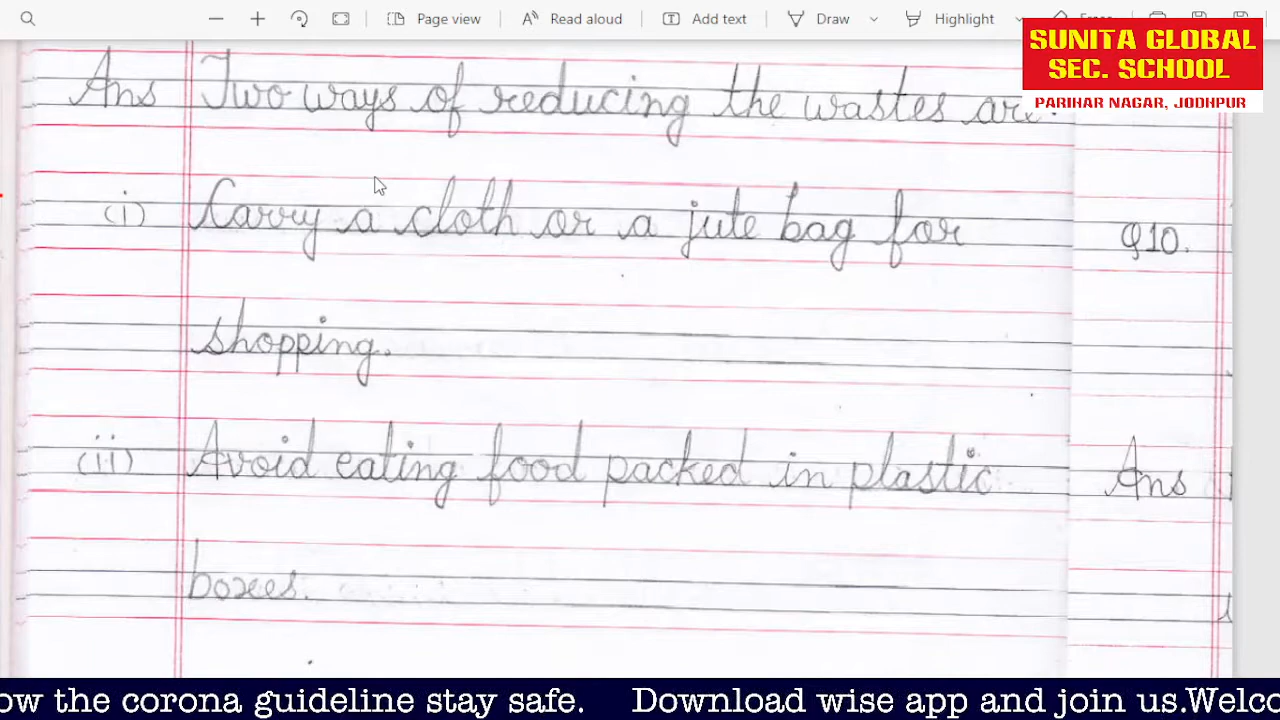 Page view
Read aloud
Add text
Draw
Highlight
SUNITA GLOBAL
SEC. SCHOOL
PARIHAR NAGAR, JODHPUR
Ans Two ways of reducing the wastes are:
(i) Carry a cloth or a jute bag for
shopping.
(ii) Avoid eating food packed in plastic
boxes.
Q10.
Ans
ow the corona guideline stay safe. Download wise app and join us.Welco